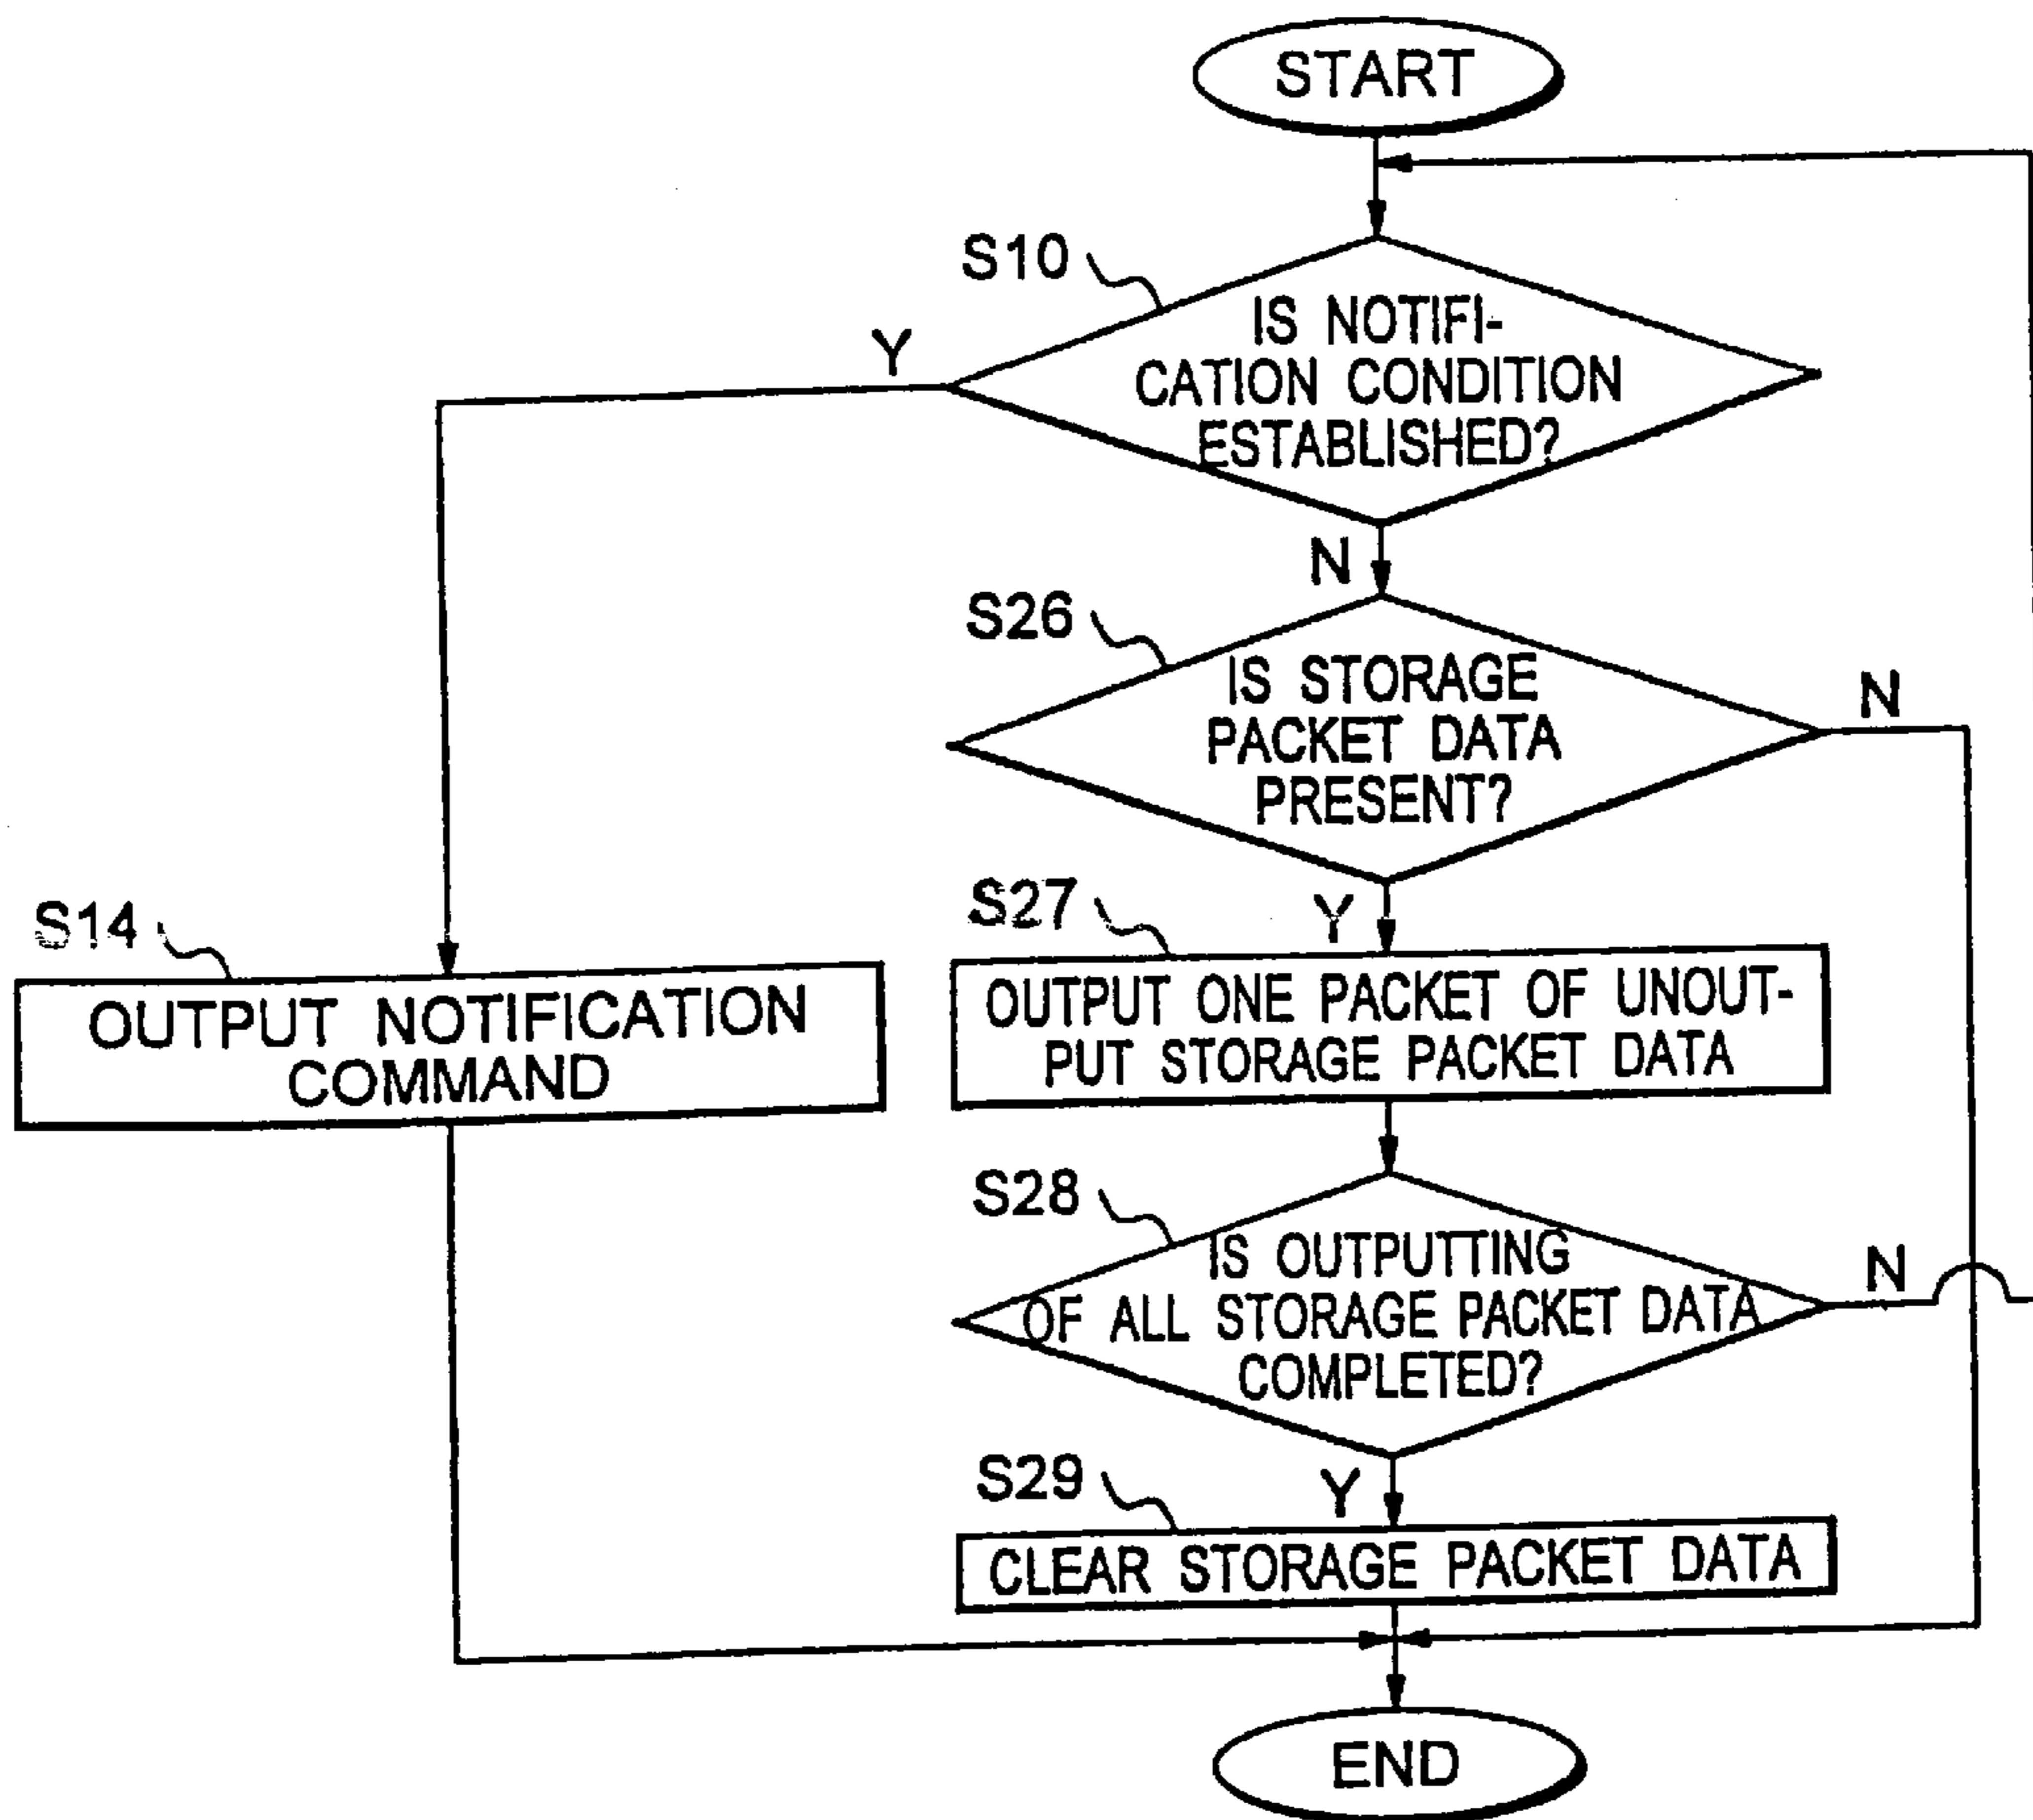 START
S10
IS NOTIFI-
CATION CONDITION
ESTABLISHED?
Y
N
S26
IS STORAGE
PACKET DATA
PRESENT?
N
Y
S14
OUTPUT NOTIFICATION
COMMAND
S27
OUTPUT ONE PACKET OF UNOUT-
PUT STORAGE PACKET DATA
S28
IS OUTPUTTING
OF ALL STORAGE PACKET DATA
COMPLETED?
N
Y
S29
CLEAR STORAGE PACKET DATA
END